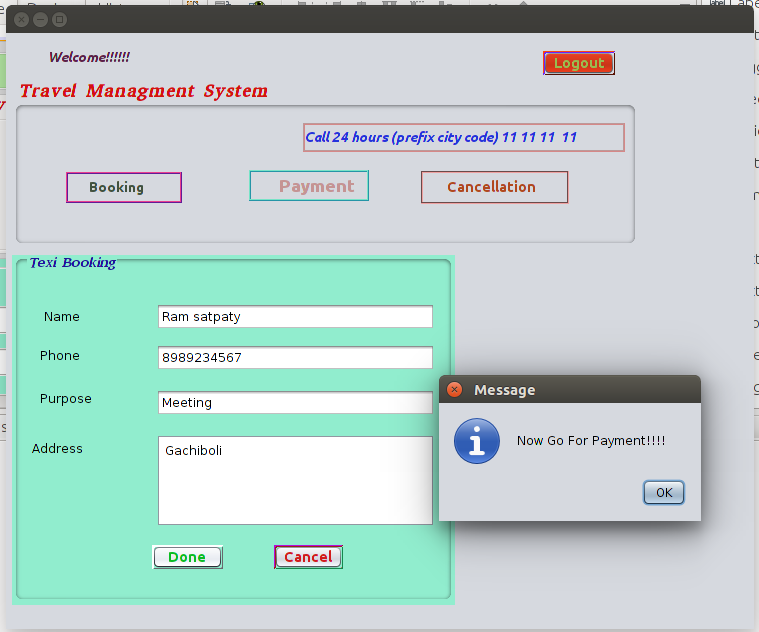 Welcome!!!!!!
Logout
Travel Managment System
Call 24 hours (prefix city code) 11 11 11 11
Booking
Payment
Cancellation
Texi Booking
Name
Ram satpaty
Phone
8989234567
Purpose
Meeting
Address
Gachiboli
Done
Cancel
Message
Now Go For Payment!!!!
OK